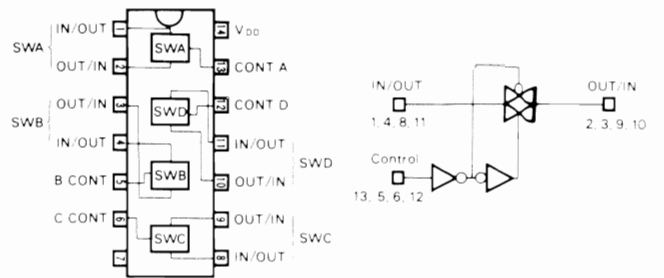 IN/OUT 1 14 VDD
SWA SWA
OUT/IN 2 13 CONT A
OUT/IN 3 12 CONT D
SWB SWD
IN/OUT 4 11 IN/OUT
SWD
B CONT 5 SWB 10 OUT/IN
C CONT 6 9 OUT/IN
SWC SWC
7 8 IN/OUT
IN/OUT OUT/IN
1, 4, 8, 11 2, 3, 9, 10
Control
13, 5, 6, 12